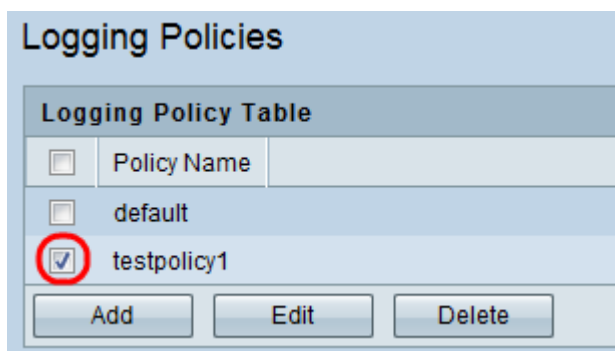 Logging Policies
Logging Policy Table
Policy Name
default
testpolicy1
Add Edit Delete